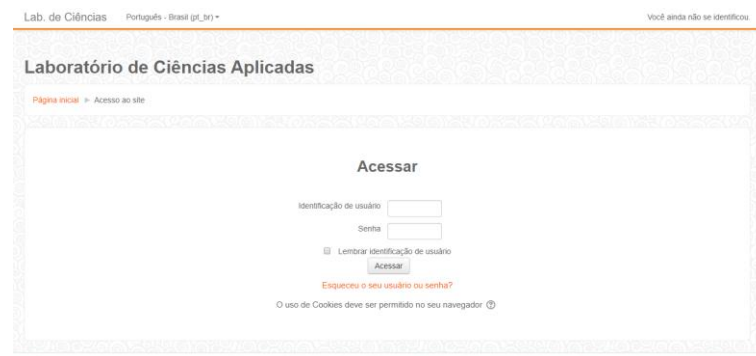 Lab. de Ciências Português - Brasil (pt_br) Você ainda não se identificou.
Laboratório de Ciências Aplicadas
Página inicial Acesso ao site
Acessar
Identificação de usuário
Senha
Lembrar identificação de usuário
Acessar
Esqueceu o seu usuário ou senha?
O uso de Cookies deve ser permitido no seu navegador